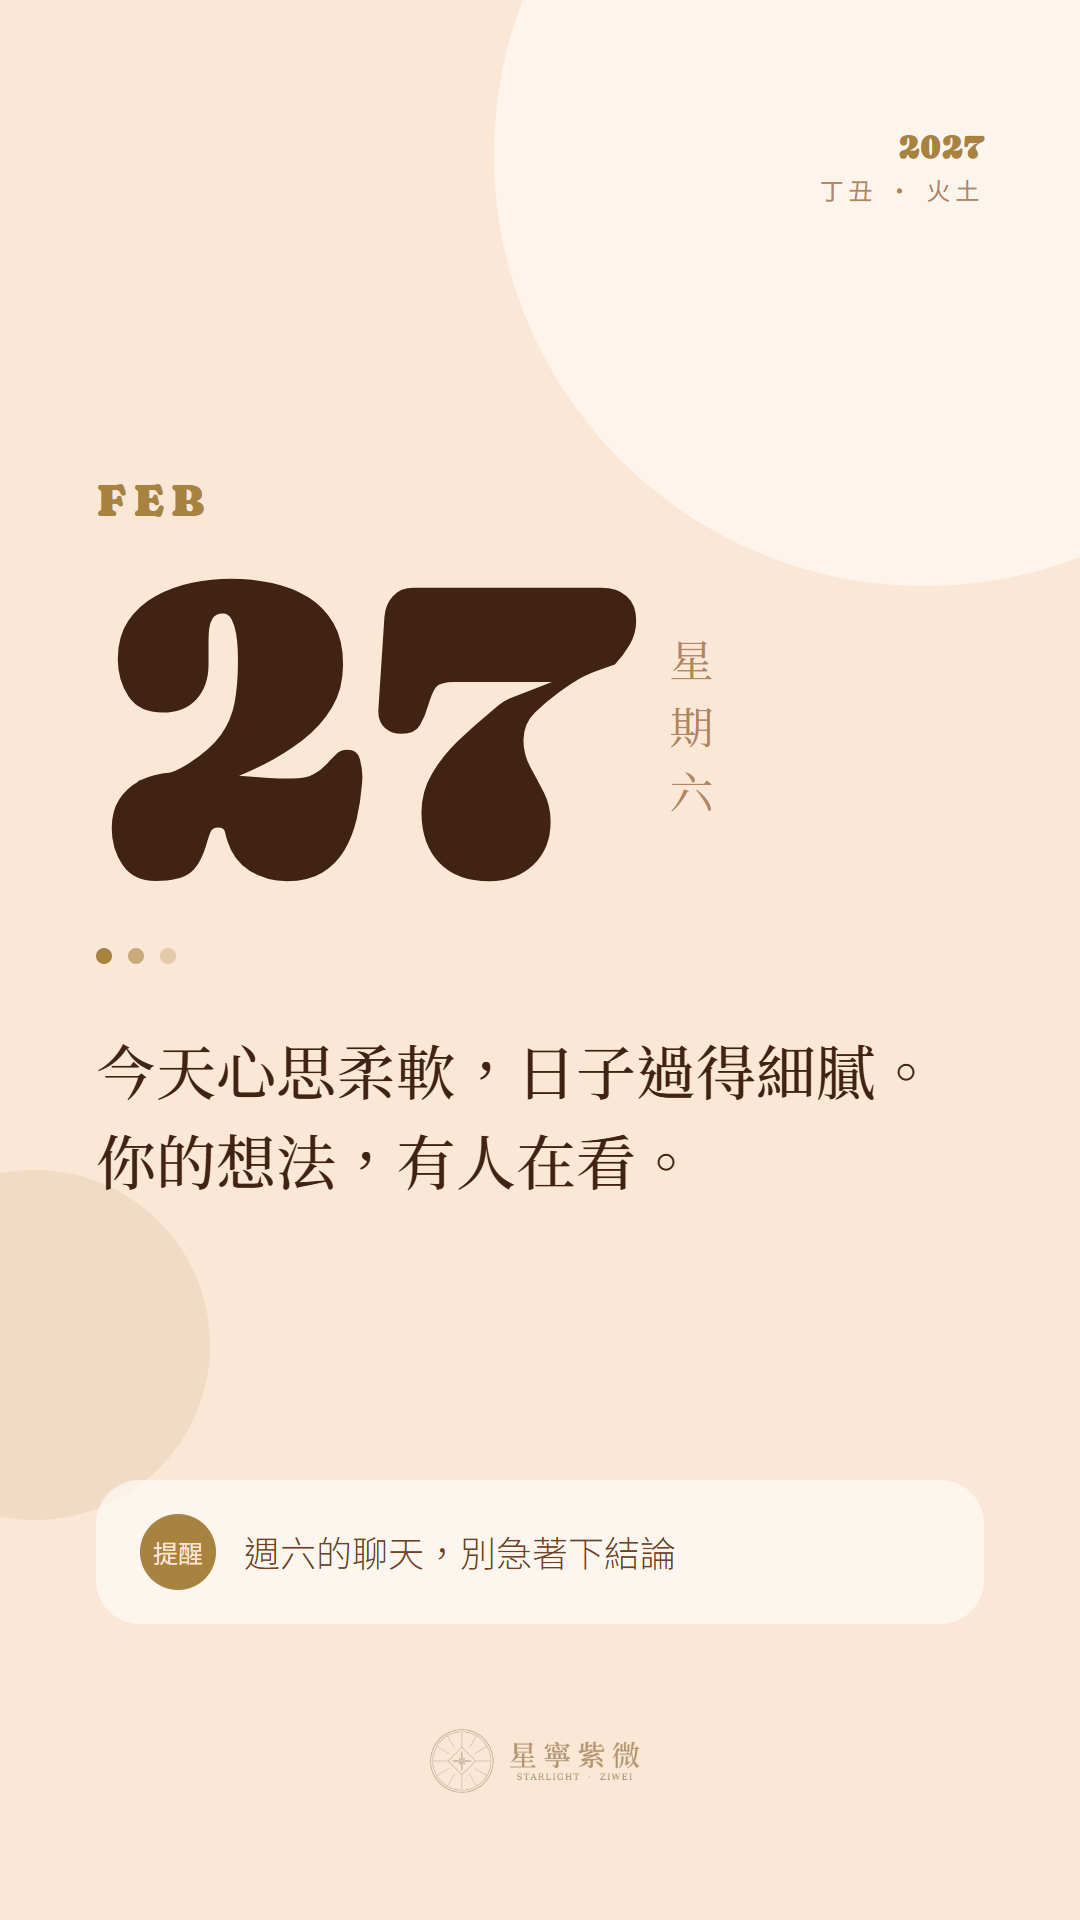 2027
丁丑 · 火土
FEB
27
星期六
今天心思柔軟，日子過得細膩。
你的想法，有人在看。
提醒 週六的聊天，別急著下結論
星寧紫微
STARLIGHT · ZIWEI